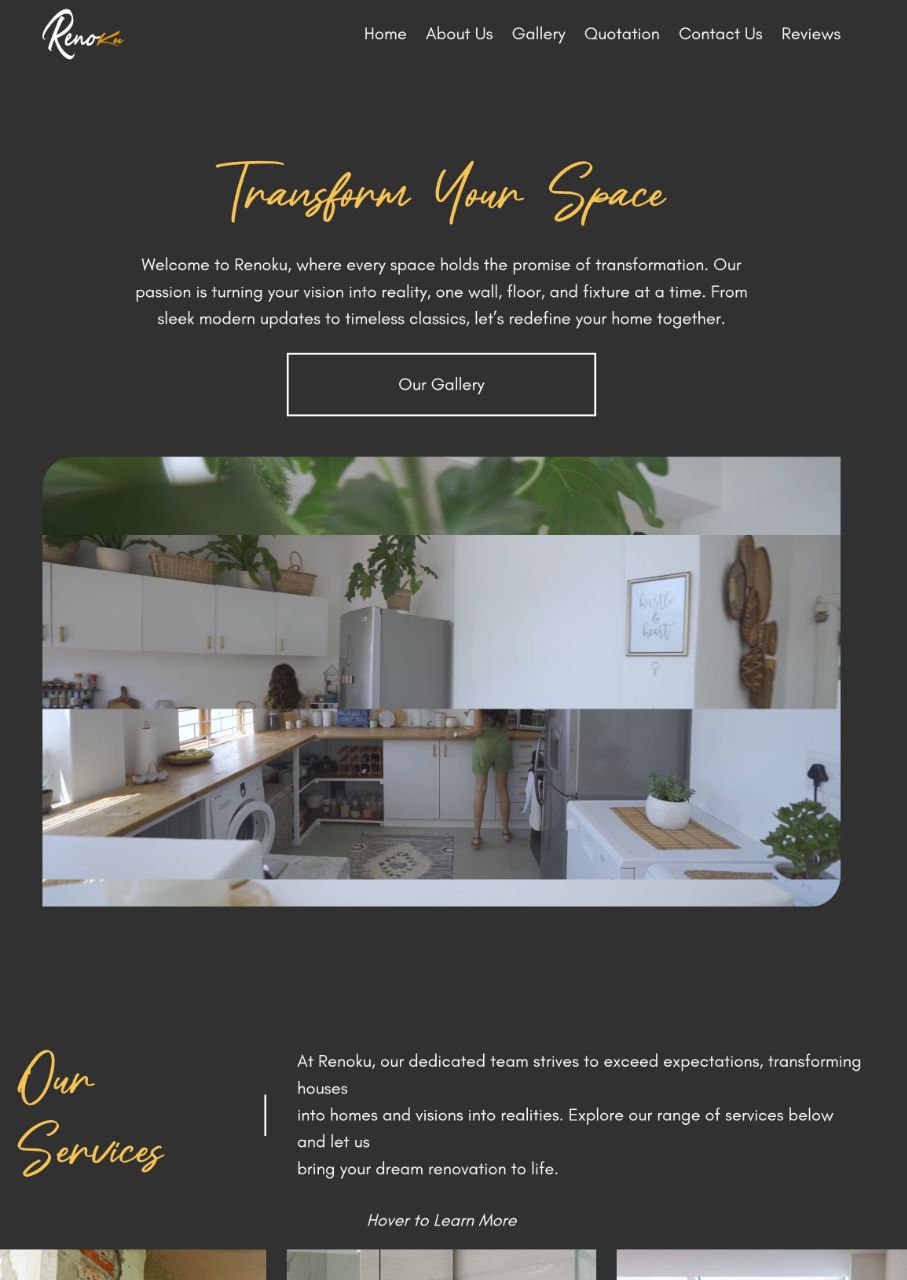 RenoKu
Home About Us Gallery Quotation Contact Us Reviews
Transform Your Space
Welcome to Renoku, where every space holds the promise of transformation. Our
passion is turning your vision into reality, one wall, floor, and fixture at a time. From
sleek modern updates to timeless classics, let's redefine your home together.
Our Gallery
hustle
&
heart
Our
Services
At Renoku, our dedicated team strives to exceed expectations, transforming
houses
into homes and visions into realities. Explore our range of services below
and let us
bring your dream renovation to life.
Hover to Learn More